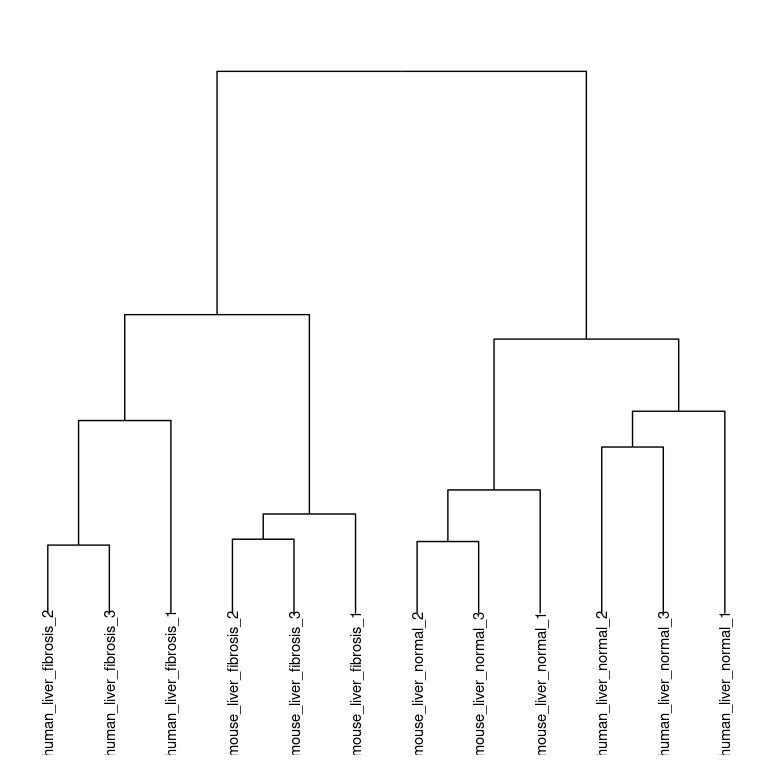 human_liver_fibrosis_2
human_liver_fibrosis_3
human_liver_fibrosis_1
mouse_liver_fibrosis_2
mouse_liver_fibrosis_3
mouse_liver_fibrosis_1
mouse_liver_normal_2
mouse_liver_normal_3
mouse_liver_normal_1
human_liver_normal_2
human_liver_normal_3
human_liver_normal_1